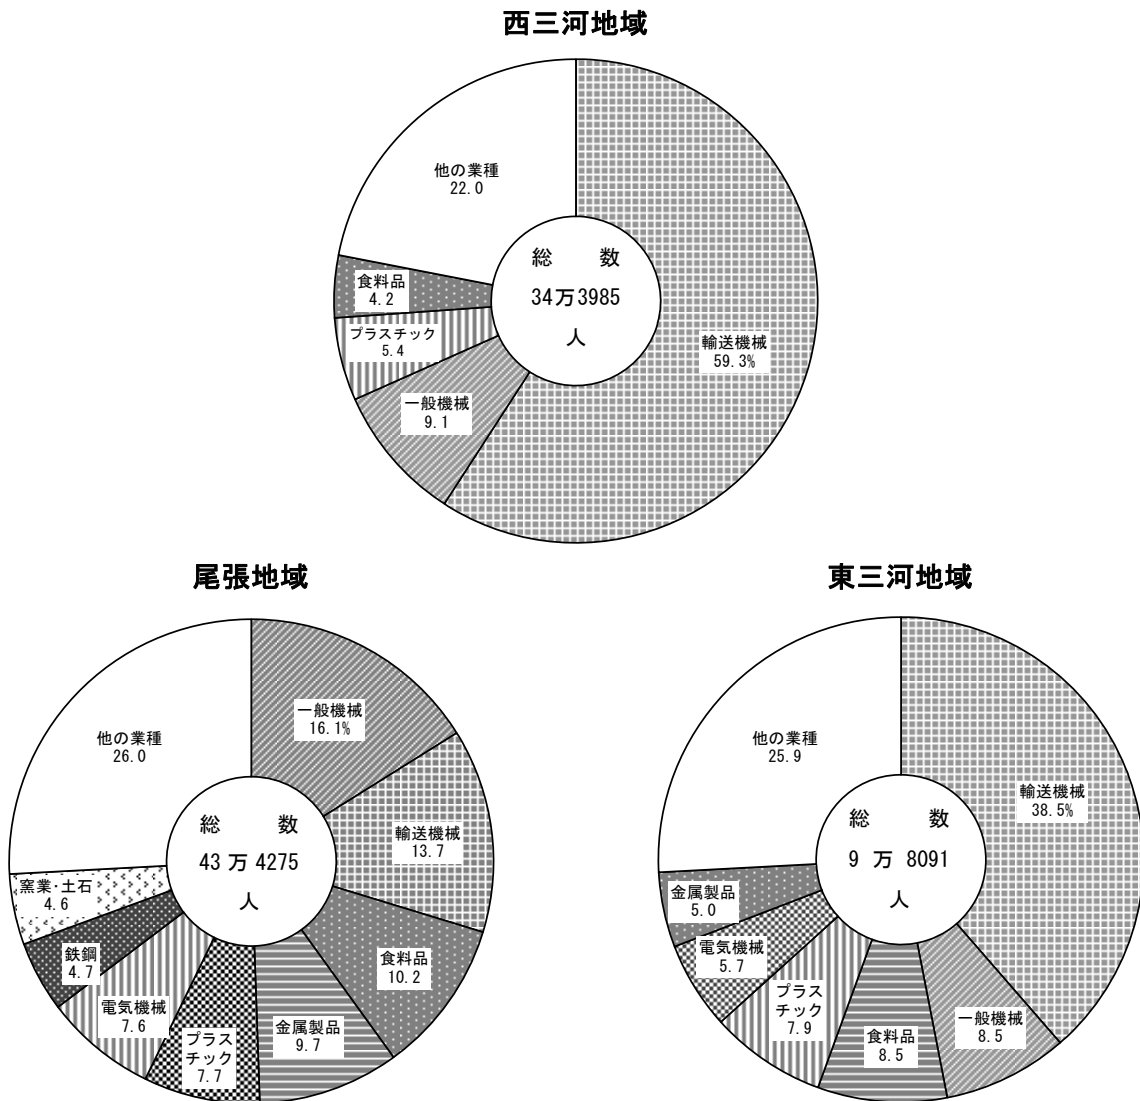 西三河地域
他の業種
22.0
食料品
4.2
プラスチック
5.4
一般機械
9.1
輸送機械
59.3%
総 数
34万3985
人
尾張地域
一般機械
16.1%
輸送機械
13.7
食料品
10.2
金属製品
9.7
プラス
チック
7.7
電気機械
7.6
鉄鋼
4.7
窯業・土石
4.6
他の業種
26.0
総 数
43万4275
人
東三河地域
輸送機械
38.5%
一般機械
8.5
食料品
8.5
プラス
チック
7.9
電気機械
5.7
金属製品
5.0
他の業種
25.9
総 数
9万8091
人